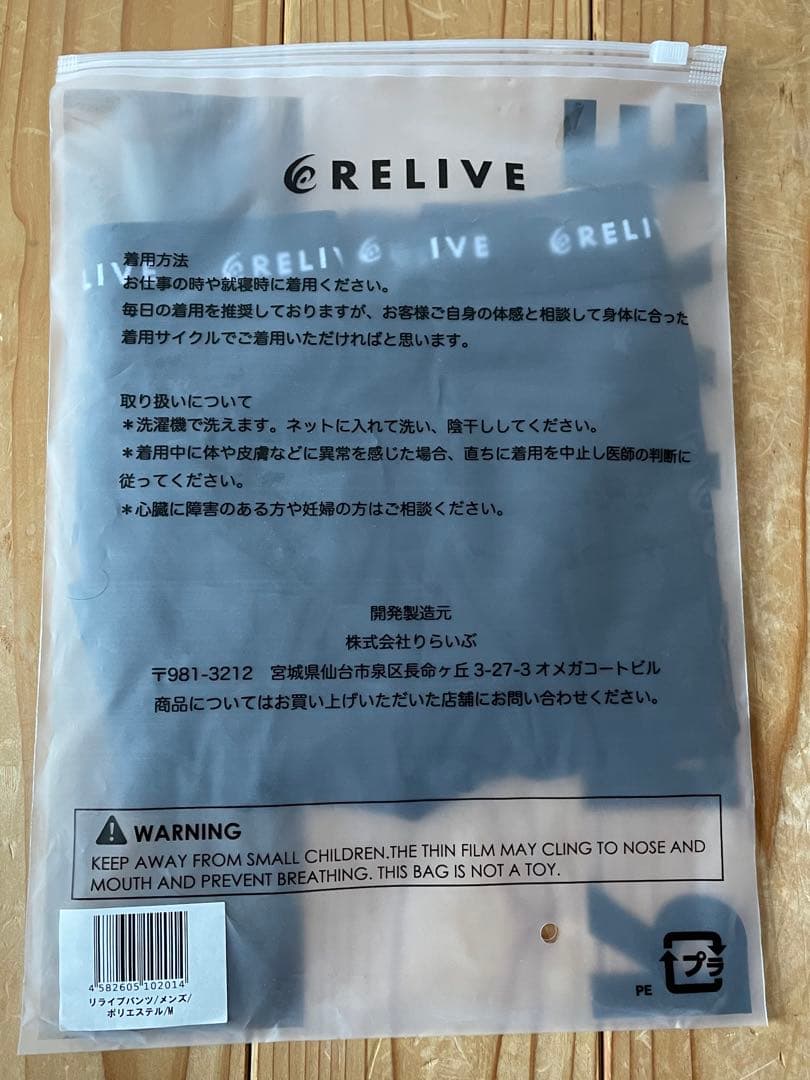 RELIVE
LIVE RELIV IVE RELI
着用方法
お仕事の時や就寝時に着用ください。
毎日の着用を推奨しておりますが、お客様ご自身の体感と相談して身体に合った
着用サイクルでご着用いただければと思います。
取り扱いについて
＊洗濯機で洗えます。ネットに入れて洗い、陰干ししてください。
＊着用中に体や皮膚などに異常を感じた場合、直ちに着用を中止し医師の判断に
従ってください。
＊心臓に障害のある方や妊婦の方はご相談ください。
開発製造元
株式会社りらいぶ
〒981-3212 宮城県仙台市泉区長命ヶ丘 3-27-3 オメガコートビル
商品についてはお買い上げいただいた店舗にお問い合わせください。
WARNING
KEEP AWAY FROM SMALL CHILDREN.THE THIN FILM MAY CLING TO NOSE AND
MOUTH AND PREVENT BREATHING. THIS BAG IS NOT A TOY.
4 582605 102014
リライブパンツ/メンズ/
ポリエステル/M
プラ
PE